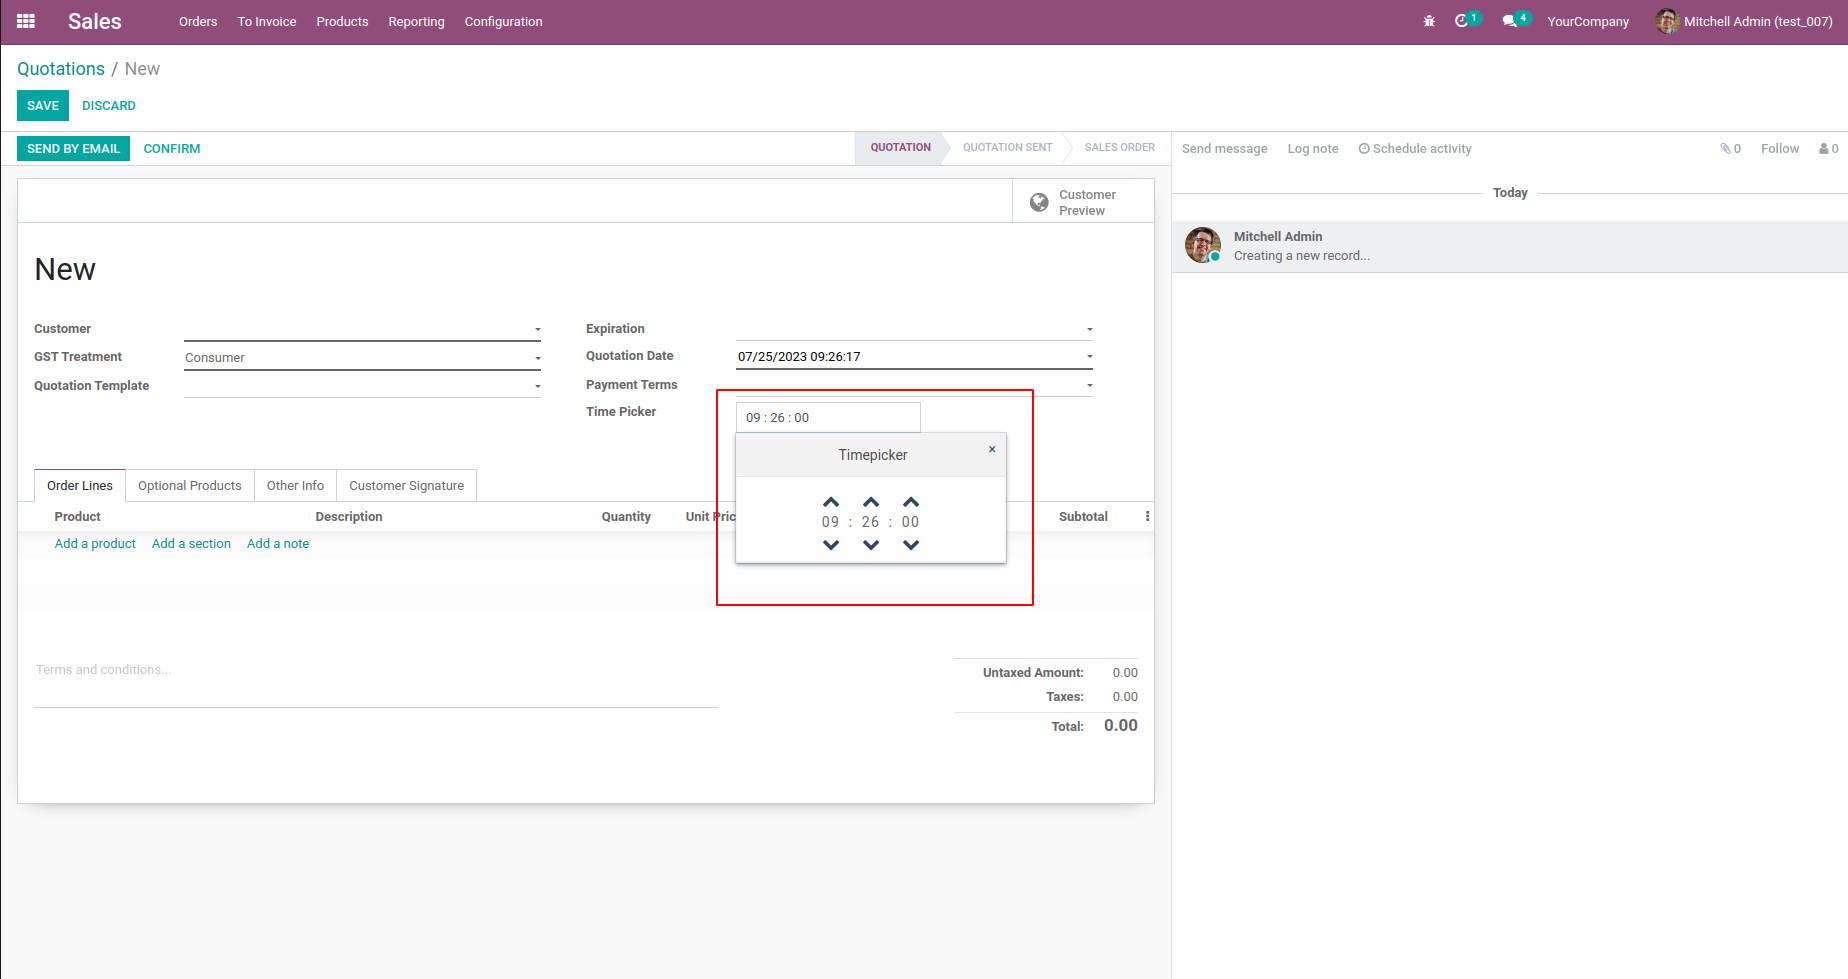 Sales Orders To Invoice Products Reporting Configuration 1 4 YourCompany Mitchell Admin (test_007)
Quotations / New
SAVE DISCARD
SEND BY EMAIL CONFIRM QUOTATION QUOTATION SENT SALES ORDER Send message Log note Schedule activity 0 Follow 0
Today
Customer
Preview
Mitchell Admin
Creating a new record...
New
Customer
GST Treatment Consumer
Quotation Template
Expiration
Quotation Date 07/25/2023 09:26:17
Payment Terms
Time Picker 09 : 26 : 00
Timepicker ×
09 : 26 : 00
Order Lines Optional Products Other Info Customer Signature
Product Description Quantity Unit Pric Subtotal
Add a product Add a section Add a note
Terms and conditions...
Untaxed Amount: 0.00
Taxes: 0.00
Total: 0.00